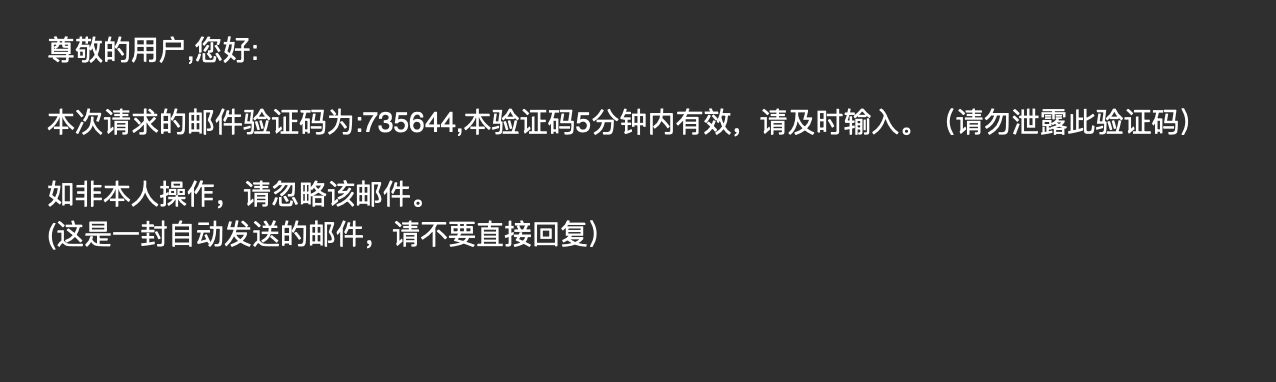 尊敬的用户,您好:
本次请求的邮件验证码为:735644,本验证码5分钟内有效，请及时输入。（请勿泄露此验证码）
如非本人操作，请忽略该邮件。
(这是一封自动发送的邮件，请不要直接回复）